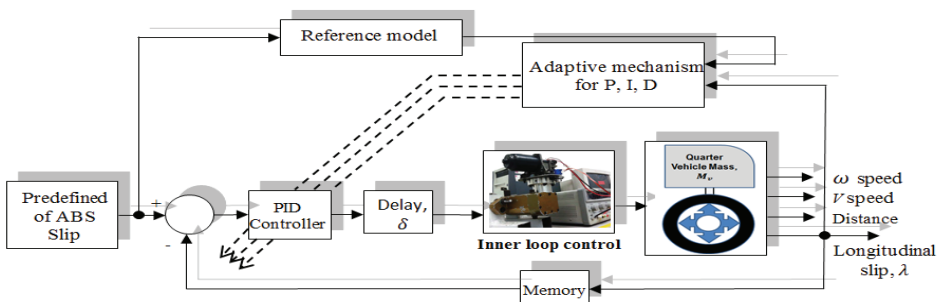 Reference model
Adaptive mechanism
for P, I, D
Quarter
Vehicle Mass,
M_v
Predefined
of ABS
Slip
+
-
PID
Controller
Delay,
δ
Inner loop control
ω speed
V speed
Distance
Longitudinal
slip, λ
Memory